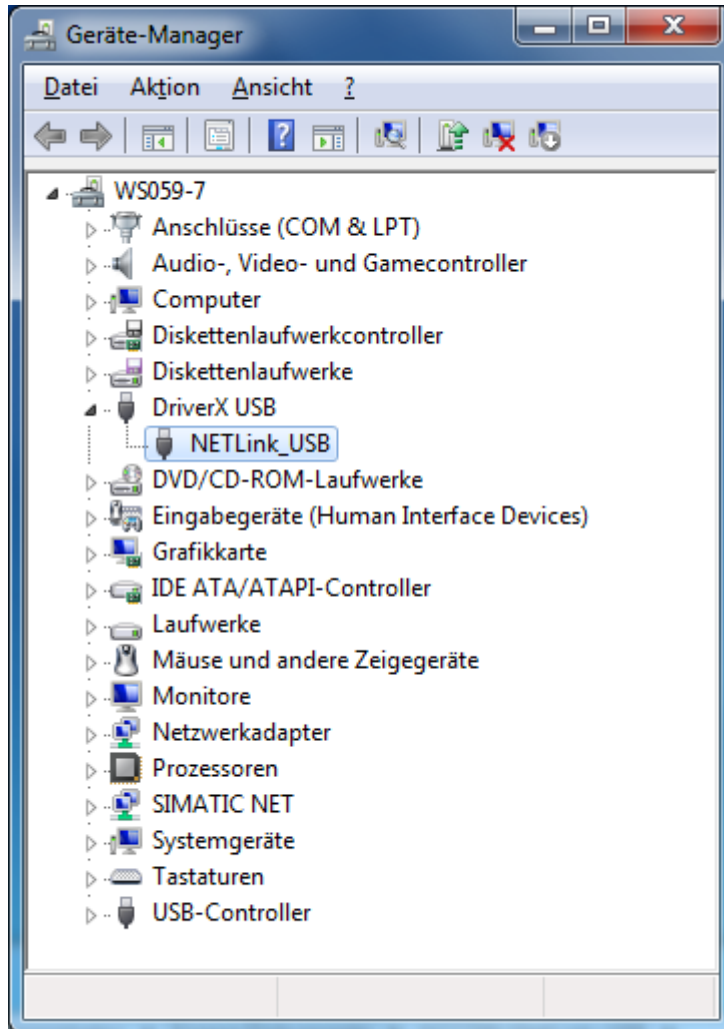 Geräte-Manager
Datei Aktion Ansicht ?
WS059-7
Anschlüsse (COM & LPT)
Audio-, Video- und Gamecontroller
Computer
Diskettenlaufwerkcontroller
Diskettenlaufwerke
DriverX USB
NETLink_USB
DVD/CD-ROM-Laufwerke
Eingabegeräte (Human Interface Devices)
Grafikkarte
IDE ATA/ATAPI-Controller
Laufwerke
Mäuse und andere Zeigegeräte
Monitore
Netzwerkadapter
Prozessoren
SIMATIC NET
Systemgeräte
Tastaturen
USB-Controller